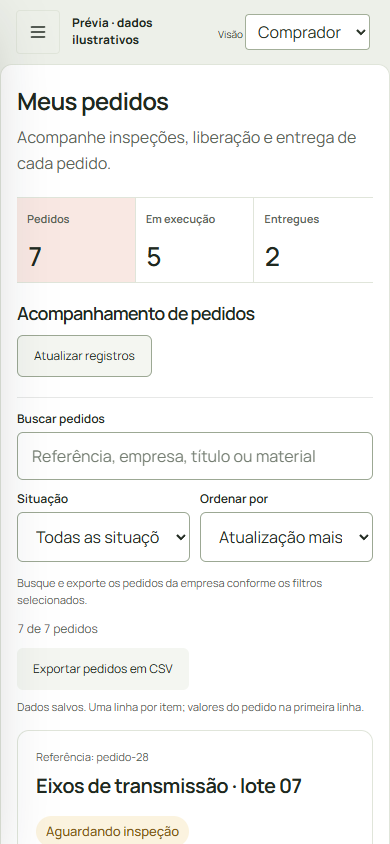 Prévia · dados
ilustrativos
Visão
Comprador
Meus pedidos
Acompanhe inspeções, liberação e entrega de
cada pedido.
Pedidos
Em execução
Entregues
7
5
2
Acompanhamento de pedidos
Atualizar registros
Buscar pedidos
Referência, empresa, título ou material
Situação
Ordenar por
Todas as situaçõ
Atualização mais
Busque e exporte os pedidos da empresa conforme os filtros
selecionados.
7 de 7 pedidos
Exportar pedidos em CSV
Dados salvos. Uma linha por item; valores do pedido na primeira linha.
Referência: pedido-28
Eixos de transmissão · lote 07
Aguardando inspeção